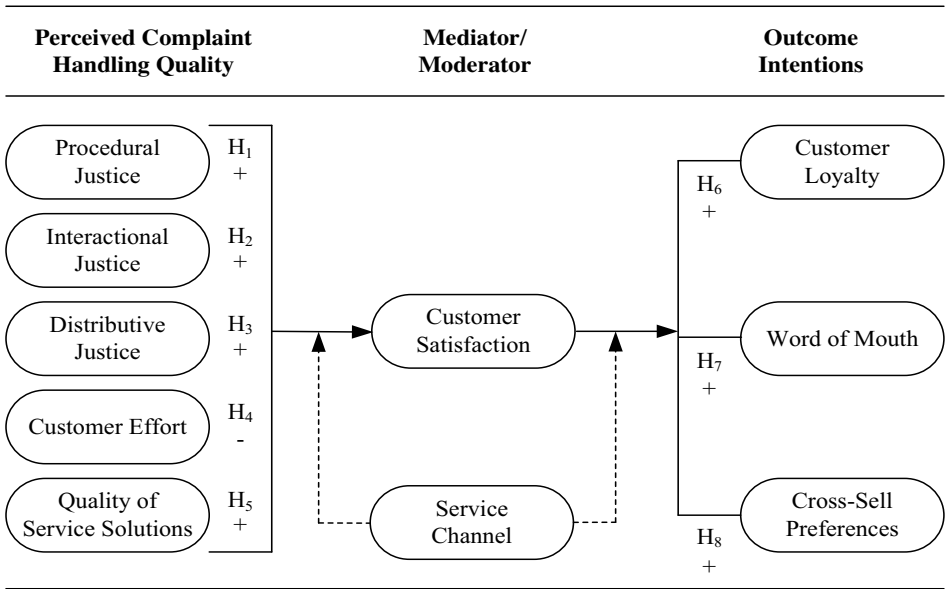 Perceived Complaint
Handling Quality
Mediator/
Moderator
Outcome
Intentions
Procedural
Justice
H1
+
Interactional
Justice
H2
+
Distributive
Justice
H3
+
Customer Effort
H4
-
Quality of
Service Solutions
H5
+
Customer
Satisfaction
Service
Channel
Customer
Loyalty
H6
+
Word of Mouth
H7
+
Cross-Sell
Preferences
H8
+